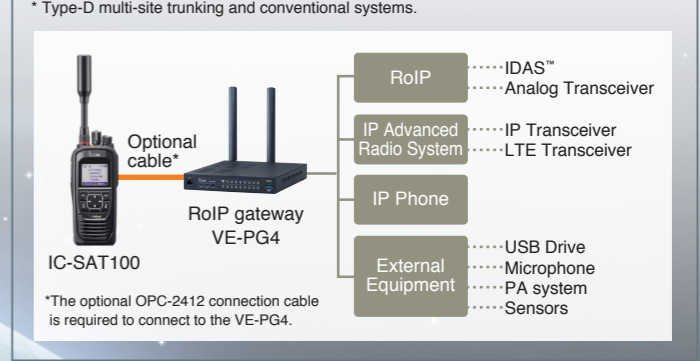 * Type-D multi-site trunking and conventional systems.
RoIP
IDAS™
Analog Transceiver
Optional
cable*
IP Advanced
Radio System
IP Transceiver
LTE Transceiver
RoIP gateway
VE-PG4
IP Phone
IC-SAT100
External
Equipment
USB Drive
Microphone
PA system
Sensors
*The optional OPC-2412 connection cable
is required to connect to the VE-PG4.